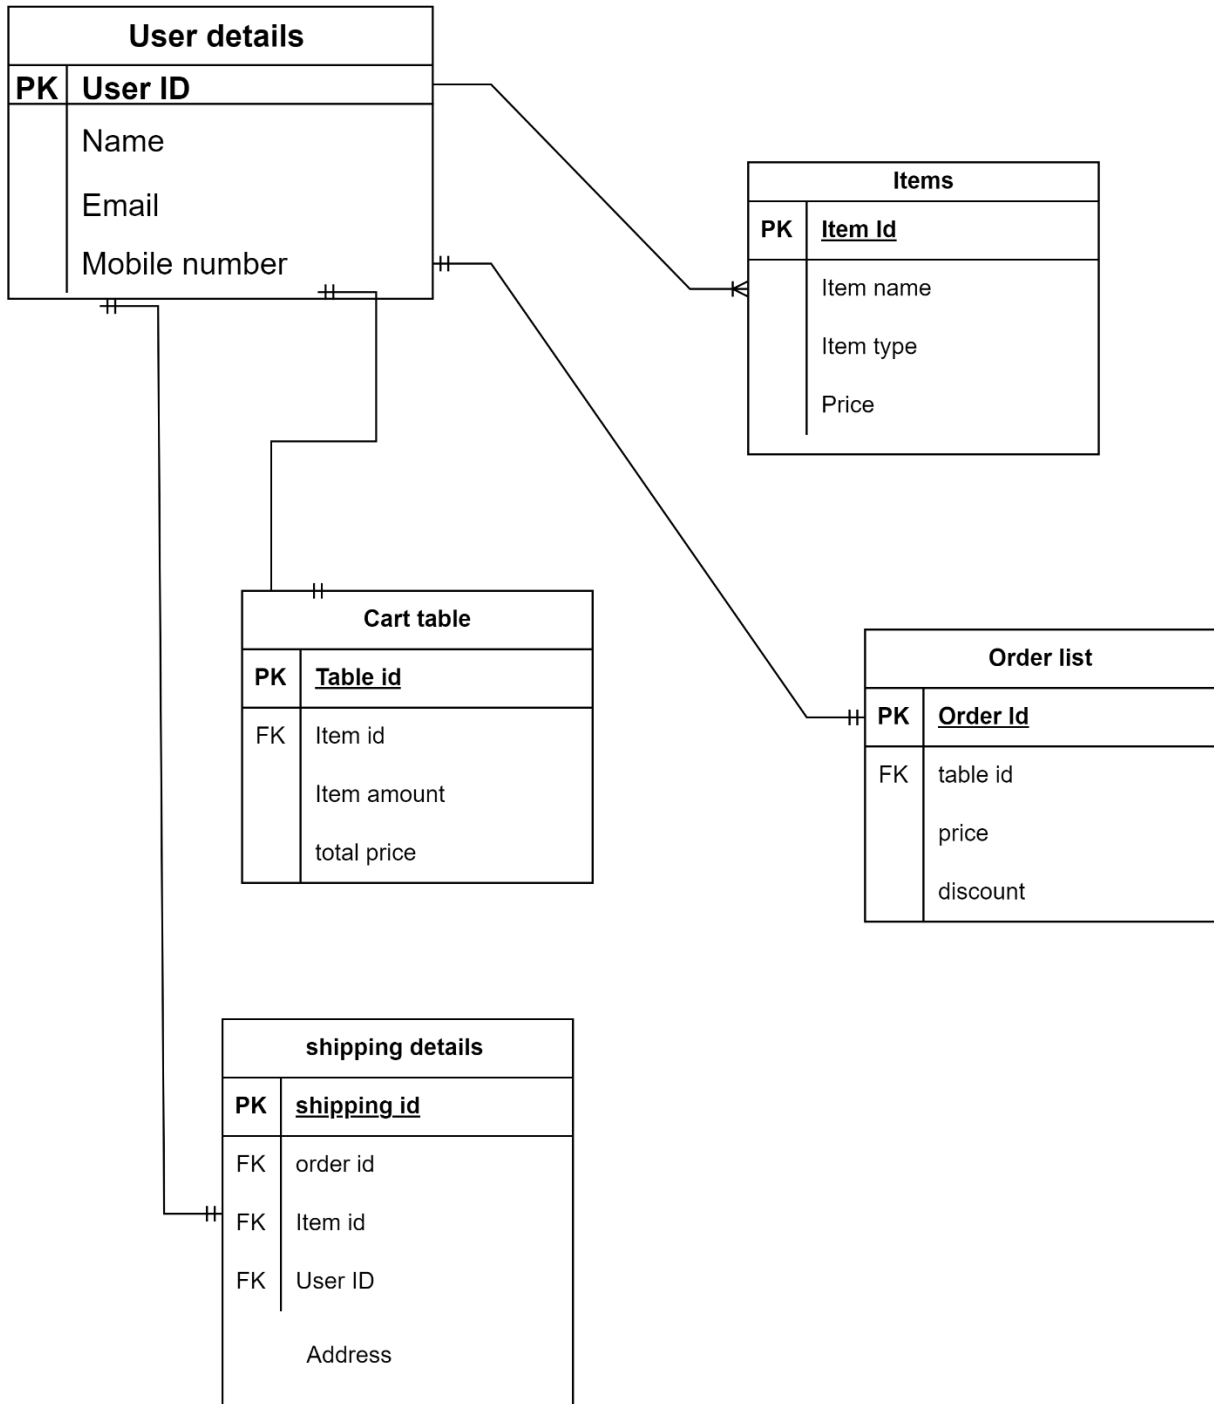 User details
PK User ID
Name
Email
Mobile number
Items
PK Item Id
Item name
Item type
Price
Cart table
PK Table id
FK Item id
Item amount
total price
Order list
PK Order Id
FK table id
price
discount
shipping details
PK shipping id
FK order id
FK Item id
FK User ID
Address